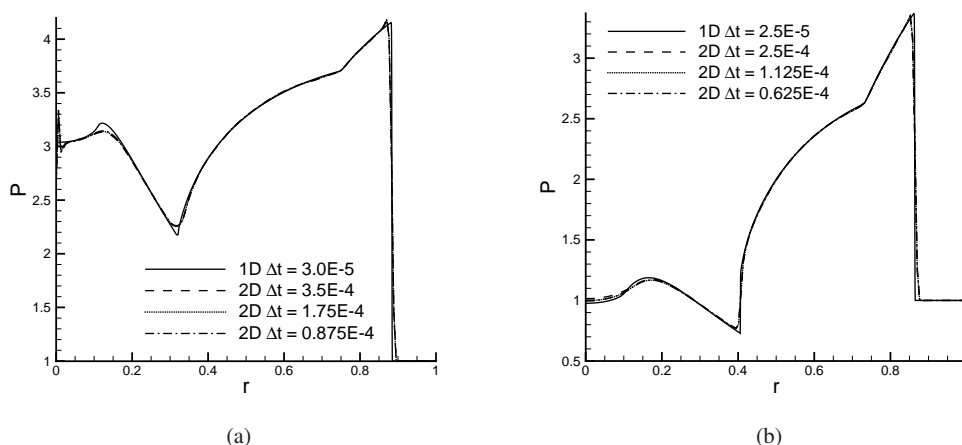 P
4
3.5
3
2.5
2
1.5
1
0
0.2
0.4
0.6
0.8
1
r
1D Δt = 3.0E-5
2D Δt = 3.5E-4
2D Δt = 1.75E-4
2D Δt = 0.875E-4
(a)
P
3
2.5
2
1.5
1
0.5
0
0.2
0.4
0.6
0.8
r
1D Δt = 2.5E-5
2D Δt = 2.5E-4
2D Δt = 1.125E-4
2D Δt = 0.625E-4
(b)